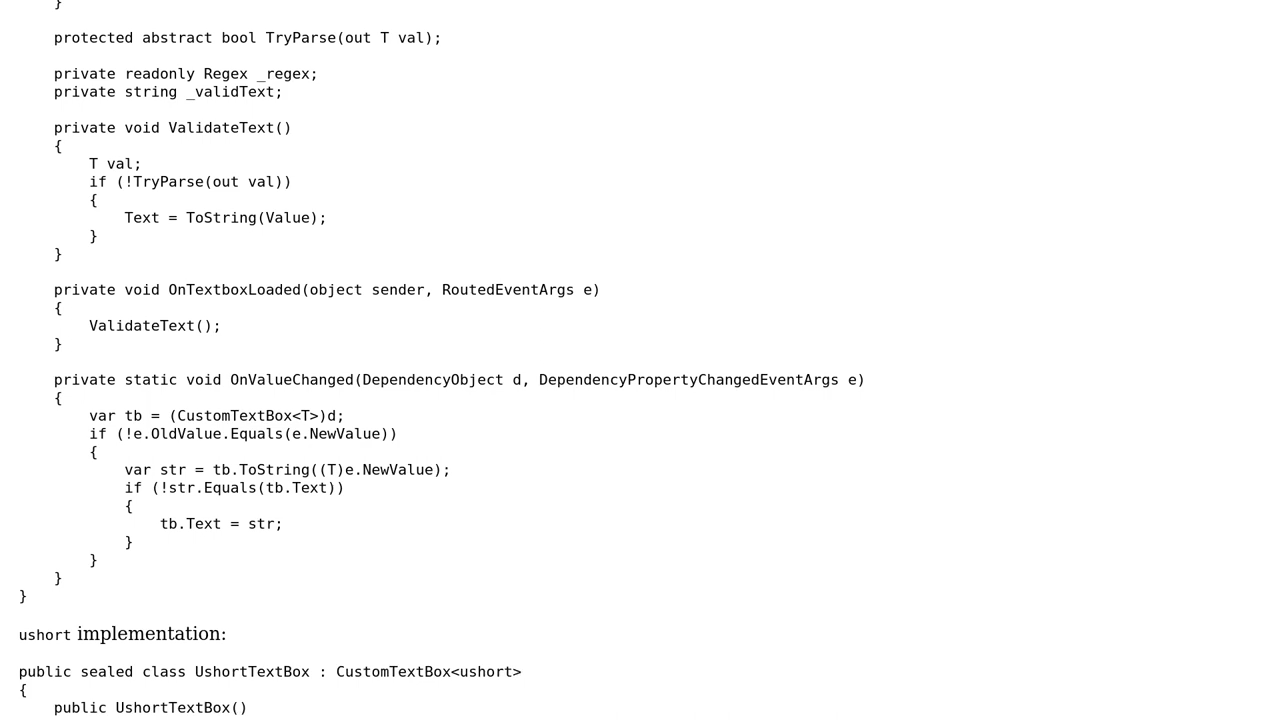 }

    protected abstract bool TryParse(out T val);

    private readonly Regex _regex;
    private string _validText;

    private void ValidateText()
    {
        T val;
        if (!TryParse(out val))
        {
            Text = ToString(Value);
        }
    }

    private void OnTextboxLoaded(object sender, RoutedEventArgs e)
    {
        ValidateText();
    }

    private static void OnValueChanged(DependencyObject d, DependencyPropertyChangedEventArgs e)
    {
        var tb = (CustomTextBox<T>)d;
        if (!e.OldValue.Equals(e.NewValue))
        {
            var str = tb.ToString((T)e.NewValue);
            if (!str.Equals(tb.Text))
            {
                tb.Text = str;
            }
        }
    }
}

ushort implementation:

public sealed class UshortTextBox : CustomTextBox<ushort>
{
    public UshortTextBox()